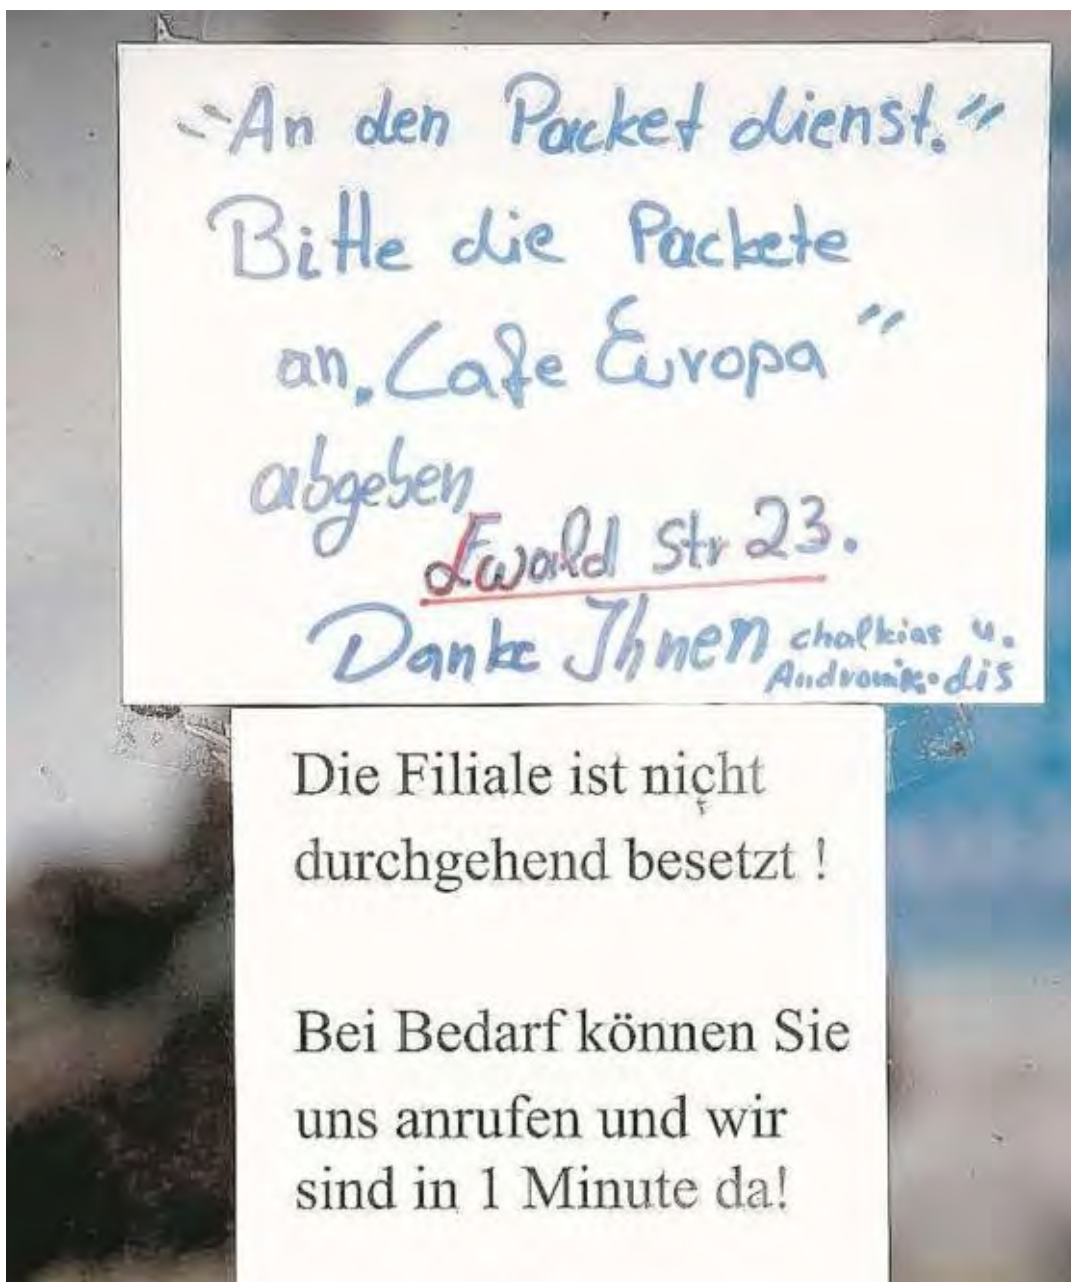 "An den Packet dienst."
Bitte die Packete
an „Cafe Europa"
abgeben
Ewald Str 23.
Danke Ihnen chalkias u.
Die Filiale ist nicht
durchgehend besetzt !
Bei Bedarf können Sie
uns anrufen und wir
sind in 1 Minute da!